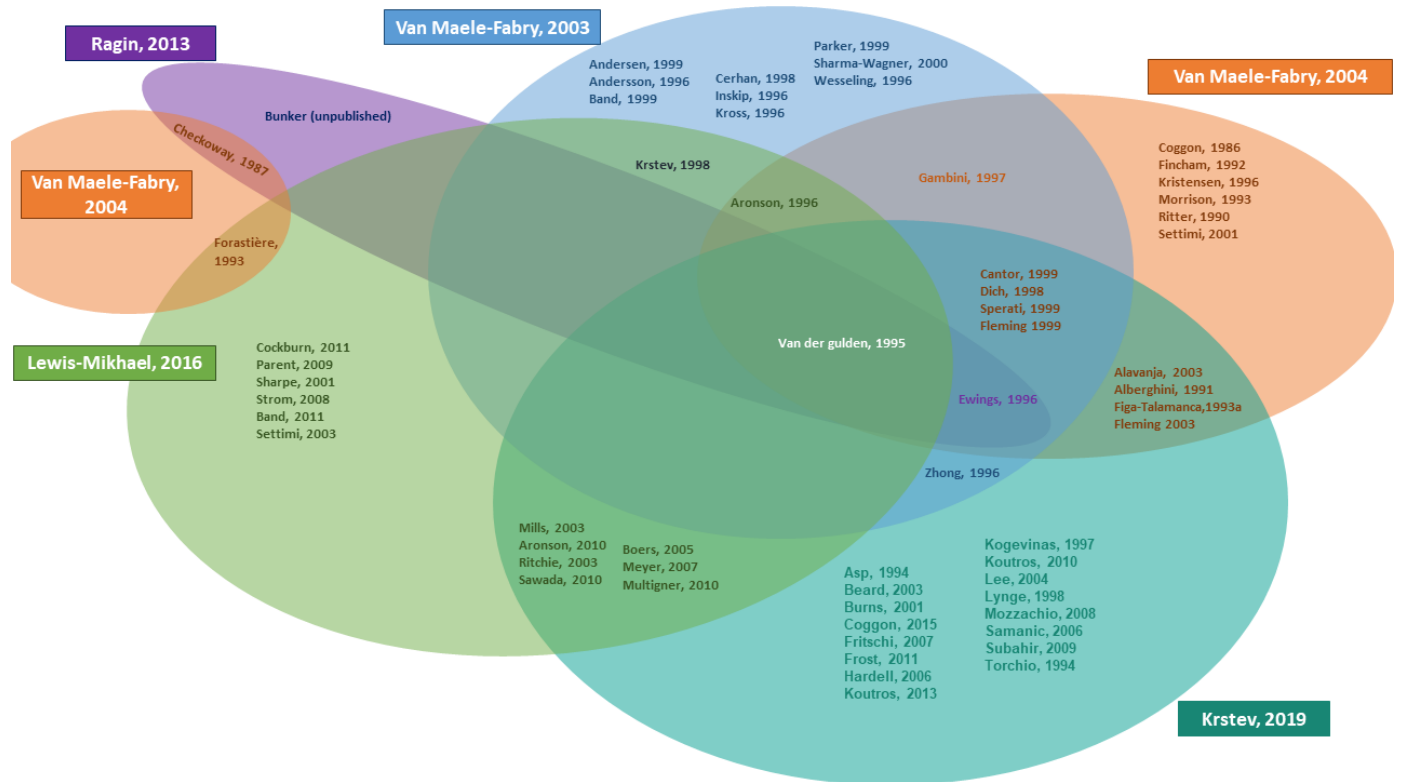 Ragin, 2013
Van Maele-Fabry, 2003
Van Maele-Fabry, 2004
Van Maele-Fabry,
2004
Lewis-Mikhael, 2016
Krstev, 2019
Bunker (unpublished)
Checkoway, 1987
Forastière,
1993
Andersen, 1999
Andersson, 1996
Band, 1999
Cerhan, 1998
Inskip, 1996
Kross, 1996
Parker, 1999
Sharma-Wagner, 2000
Wesseling, 1996
Krstev, 1998
Aronson, 1996
Gambini, 1997
Coggon, 1986
Fincham, 1992
Kristensen, 1996
Morrison, 1993
Ritter, 1990
Settimi, 2001
Cantor, 1999
Dich, 1998
Sperati, 1999
Fleming 1999
Van der gulden, 1995
Ewings, 1996
Alavanja, 2003
Alberghini, 1991
Figa-Talamanca,1993a
Fleming 2003
Zhong, 1996
Cockburn, 2011
Parent, 2009
Sharpe, 2001
Strom, 2008
Band, 2011
Settimi, 2003
Mills, 2003
Aronson, 2010
Ritchie, 2003
Sawada, 2010
Boers, 2005
Meyer, 2007
Multigner, 2010
Asp, 1994
Beard, 2003
Burns, 2001
Coggon, 2015
Fritschi, 2007
Frost, 2011
Hardell, 2006
Koutros, 2013
Kogevinas, 1997
Koutros, 2010
Lee, 2004
Lynge, 1998
Mozzachio, 2008
Samanic, 2006
Subahir, 2009
Torchio, 1994